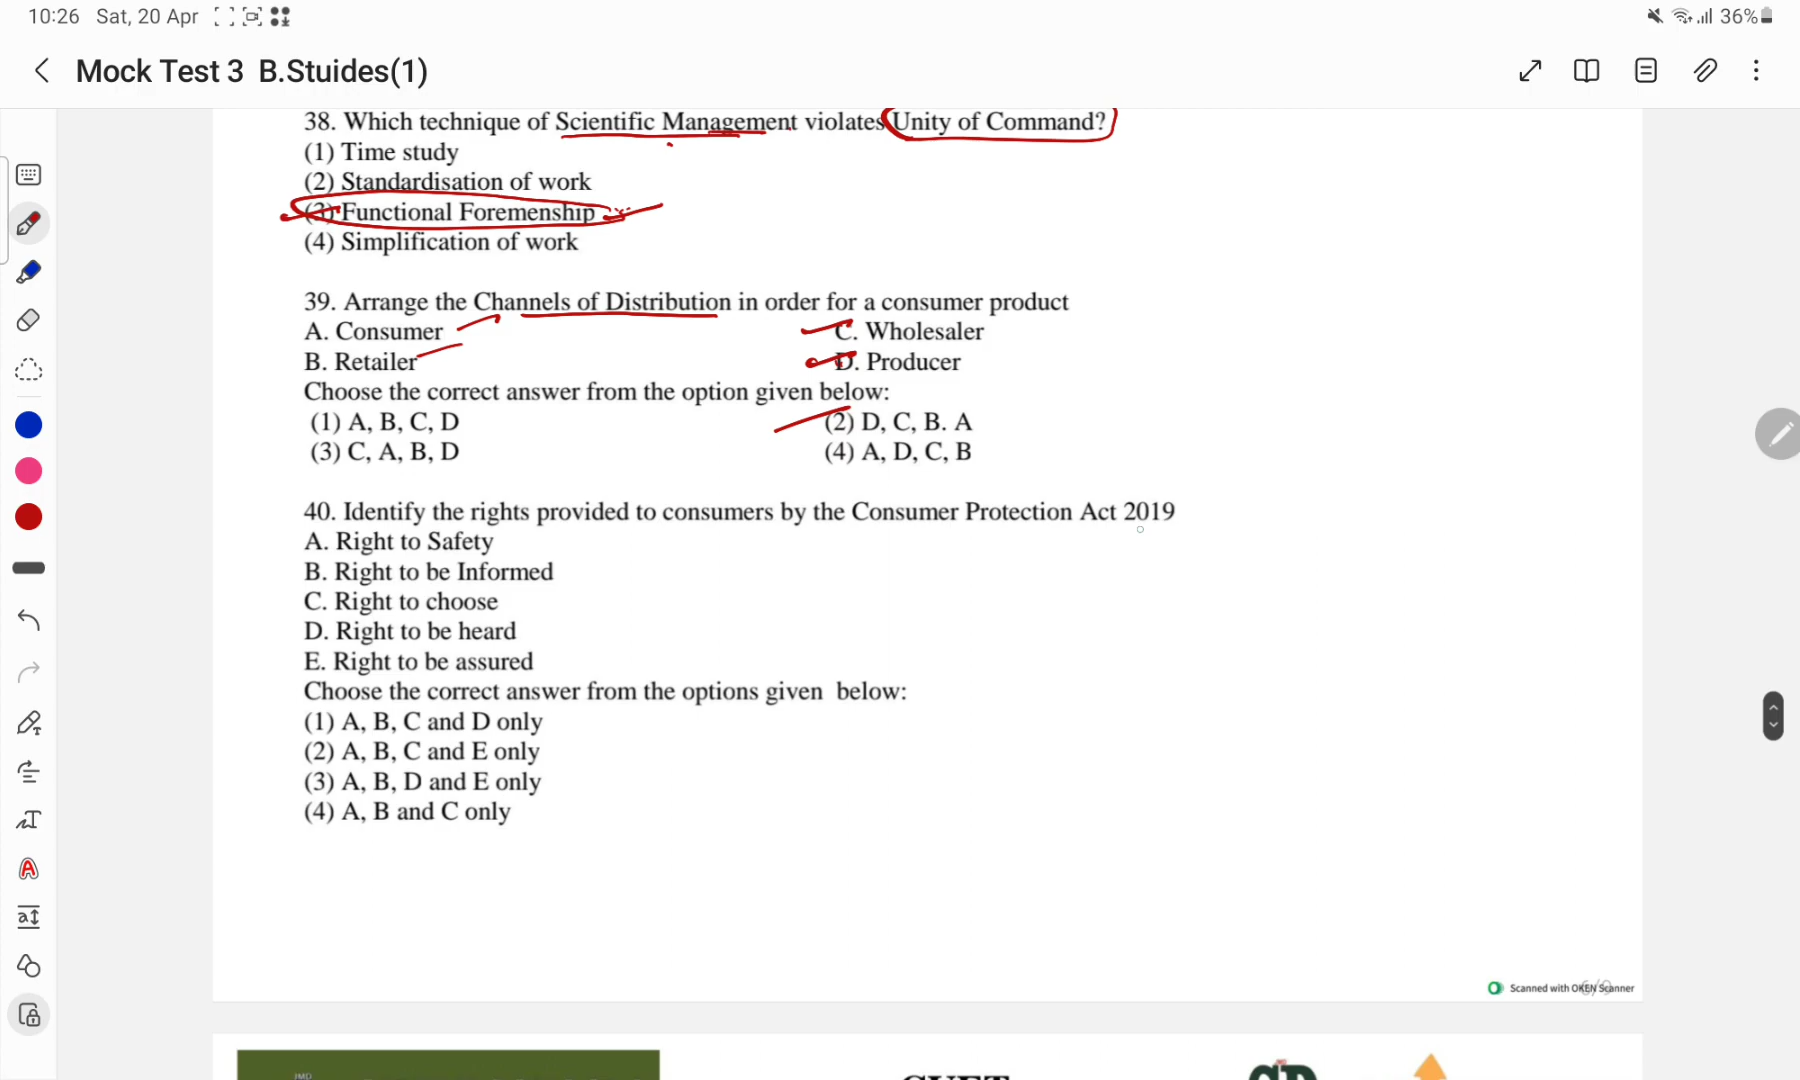 10:26 Sat, 20 Apr
36%
Mock Test 3 B.Stuides(1)
38. Which technique of Scientific Management violates Unity of Command?
(1) Time study
(2) Standardisation of work
(3) Functional Foremenship
(4) Simplification of work
39. Arrange the Channels of Distribution in order for a consumer product
A. Consumer C. Wholesaler
B. Retailer D. Producer
Choose the correct answer from the option given below:
(1) A, B, C, D (2) D, C, B. A
(3) C, A, B, D (4) A, D, C, B
40. Identify the rights provided to consumers by the Consumer Protection Act 2019
A. Right to Safety
B. Right to be Informed
C. Right to choose
D. Right to be heard
E. Right to be assured
Choose the correct answer from the options given below:
(1) A, B, C and D only
(2) A, B, C and E only
(3) A, B, D and E only
(4) A, B and C only
Scanned with OKEN Scanner
JMD